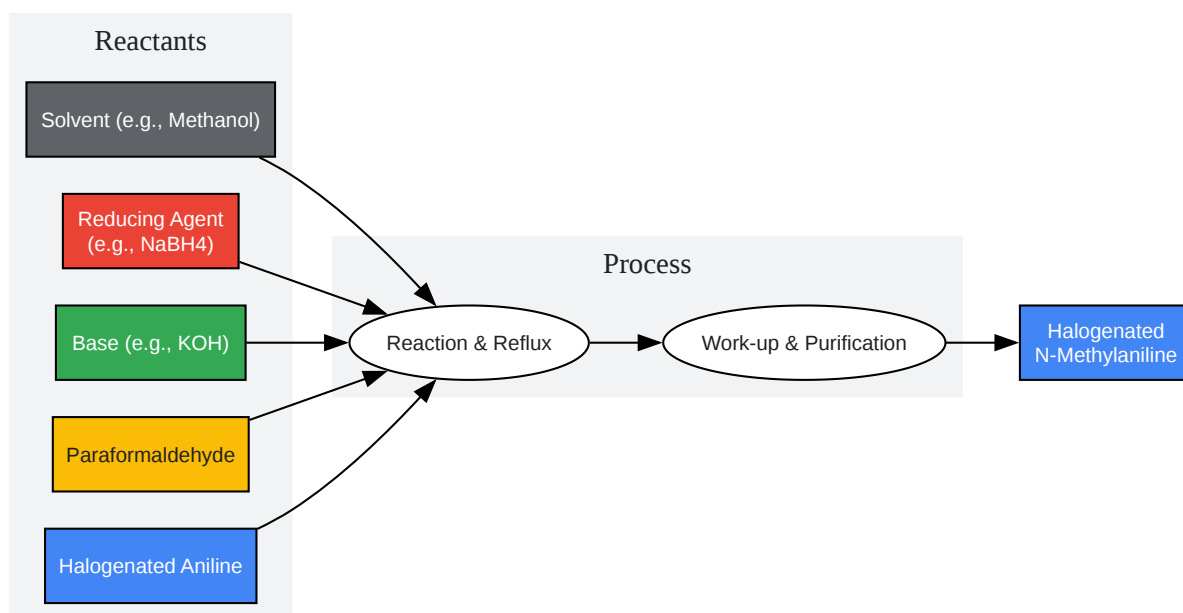 Reactants
Solvent (e.g., Methanol)
Reducing Agent
(e.g., NaBH4)
Base (e.g., KOH)
Paraformaldehyde
Halogenated Aniline
Process
Reaction & Reflux
Work-up & Purification
Halogenated
N-Methylaniline